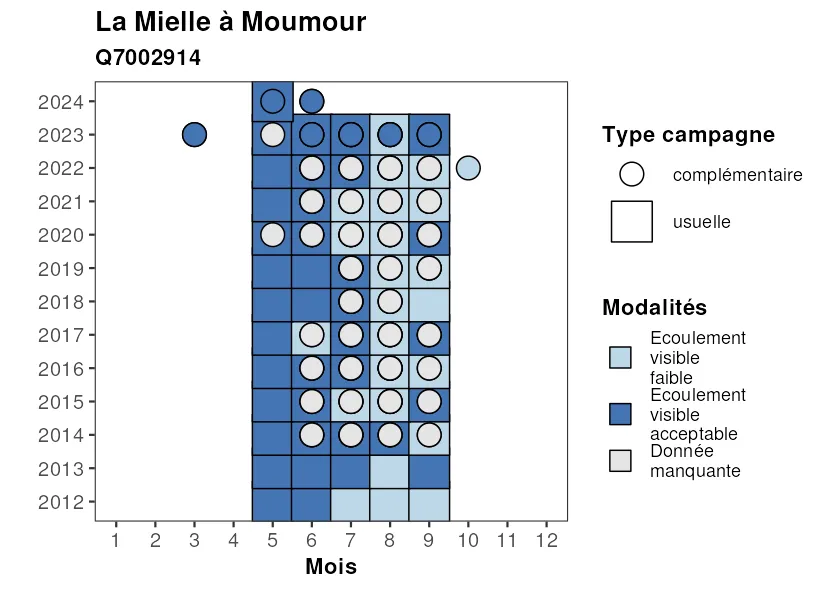 La Mielle à Moumour
Q7002914
2024
2023
2022
2021
2020
2019
2018
2017
2016
2015
2014
2013
2012
1 2 3 4 5 6 7 8 9 10 11 12
Mois
Type campagne
complémentaire
usuelle
Modalités
Ecoulement
visible
faible
Ecoulement
visible
acceptable
Donnée
manquante